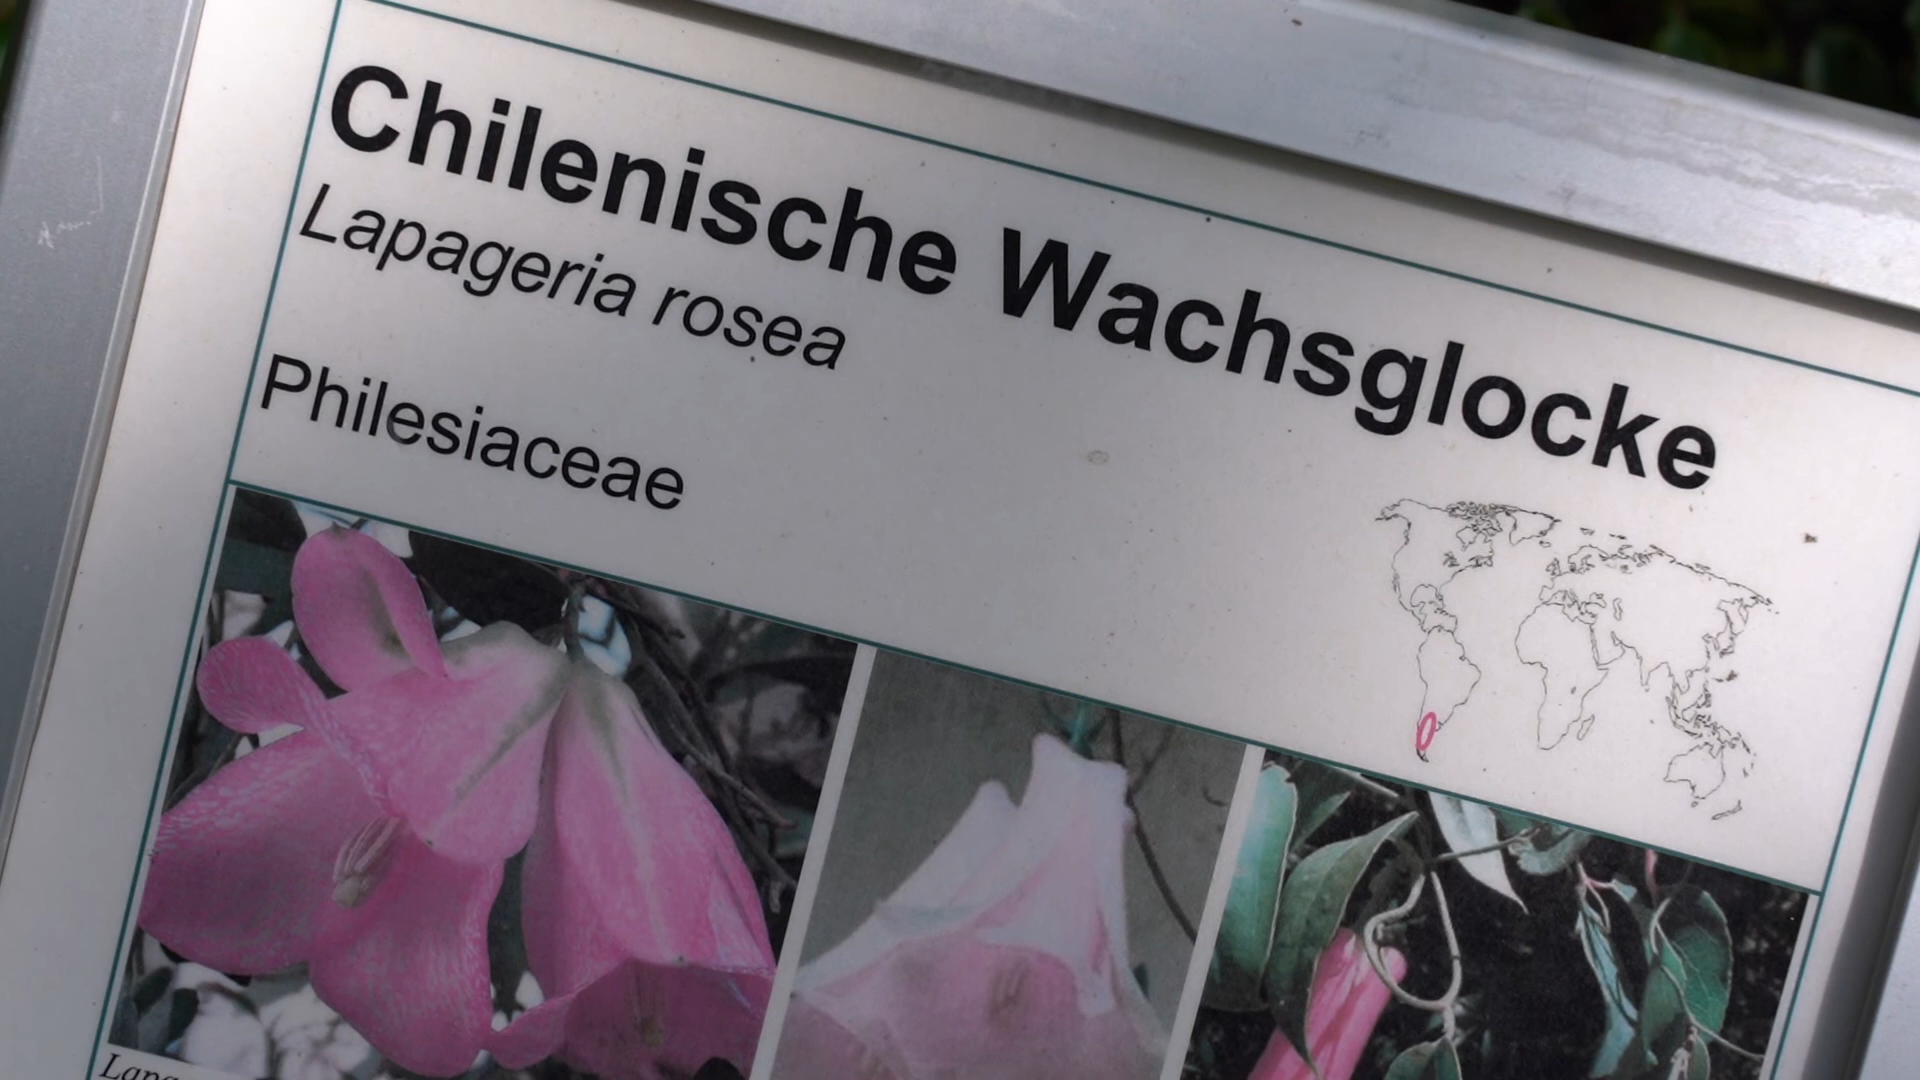 Chilenische Wachsglocke
Lapageria rosea
Philesiaceae